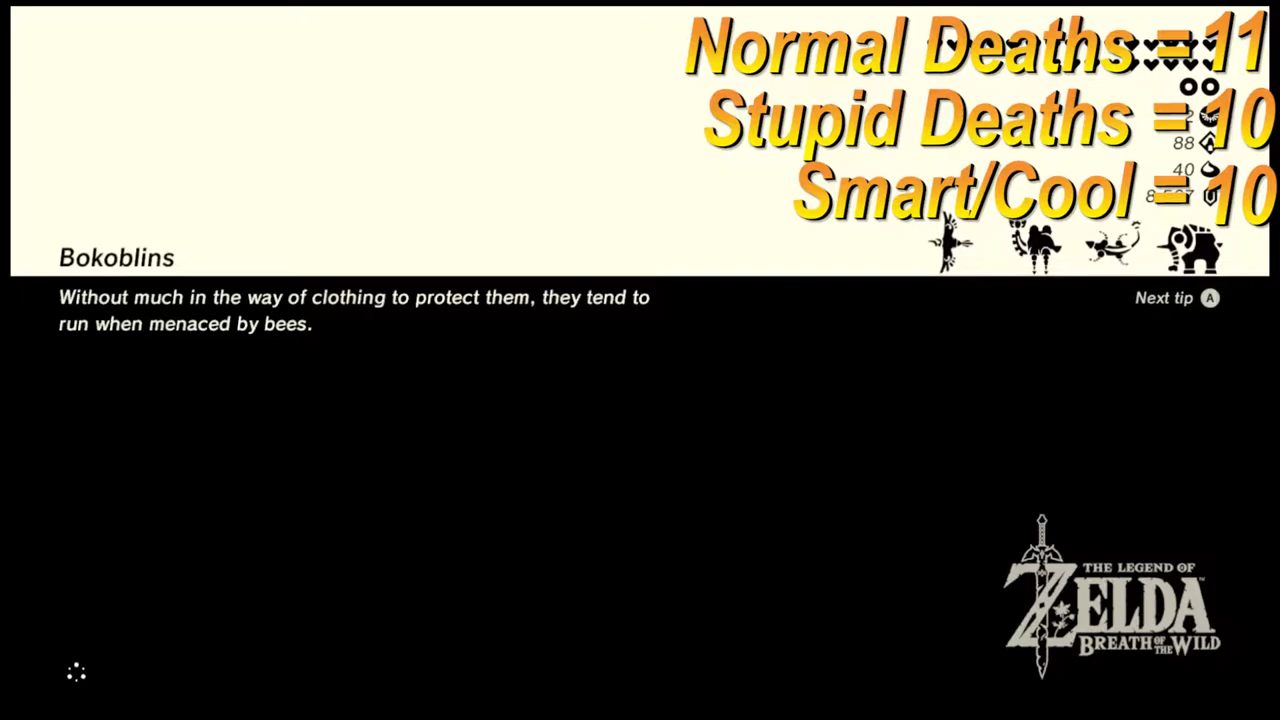 Normal Deaths = 11
Stupid Deaths = 10
88
40
Smart/Cool = 10
Bokoblins
Without much in the way of clothing to protect them, they tend to
run when menaced by bees.
Next tip A
THE LEGEND OF
ZELDA
BREATH OF THE WILD